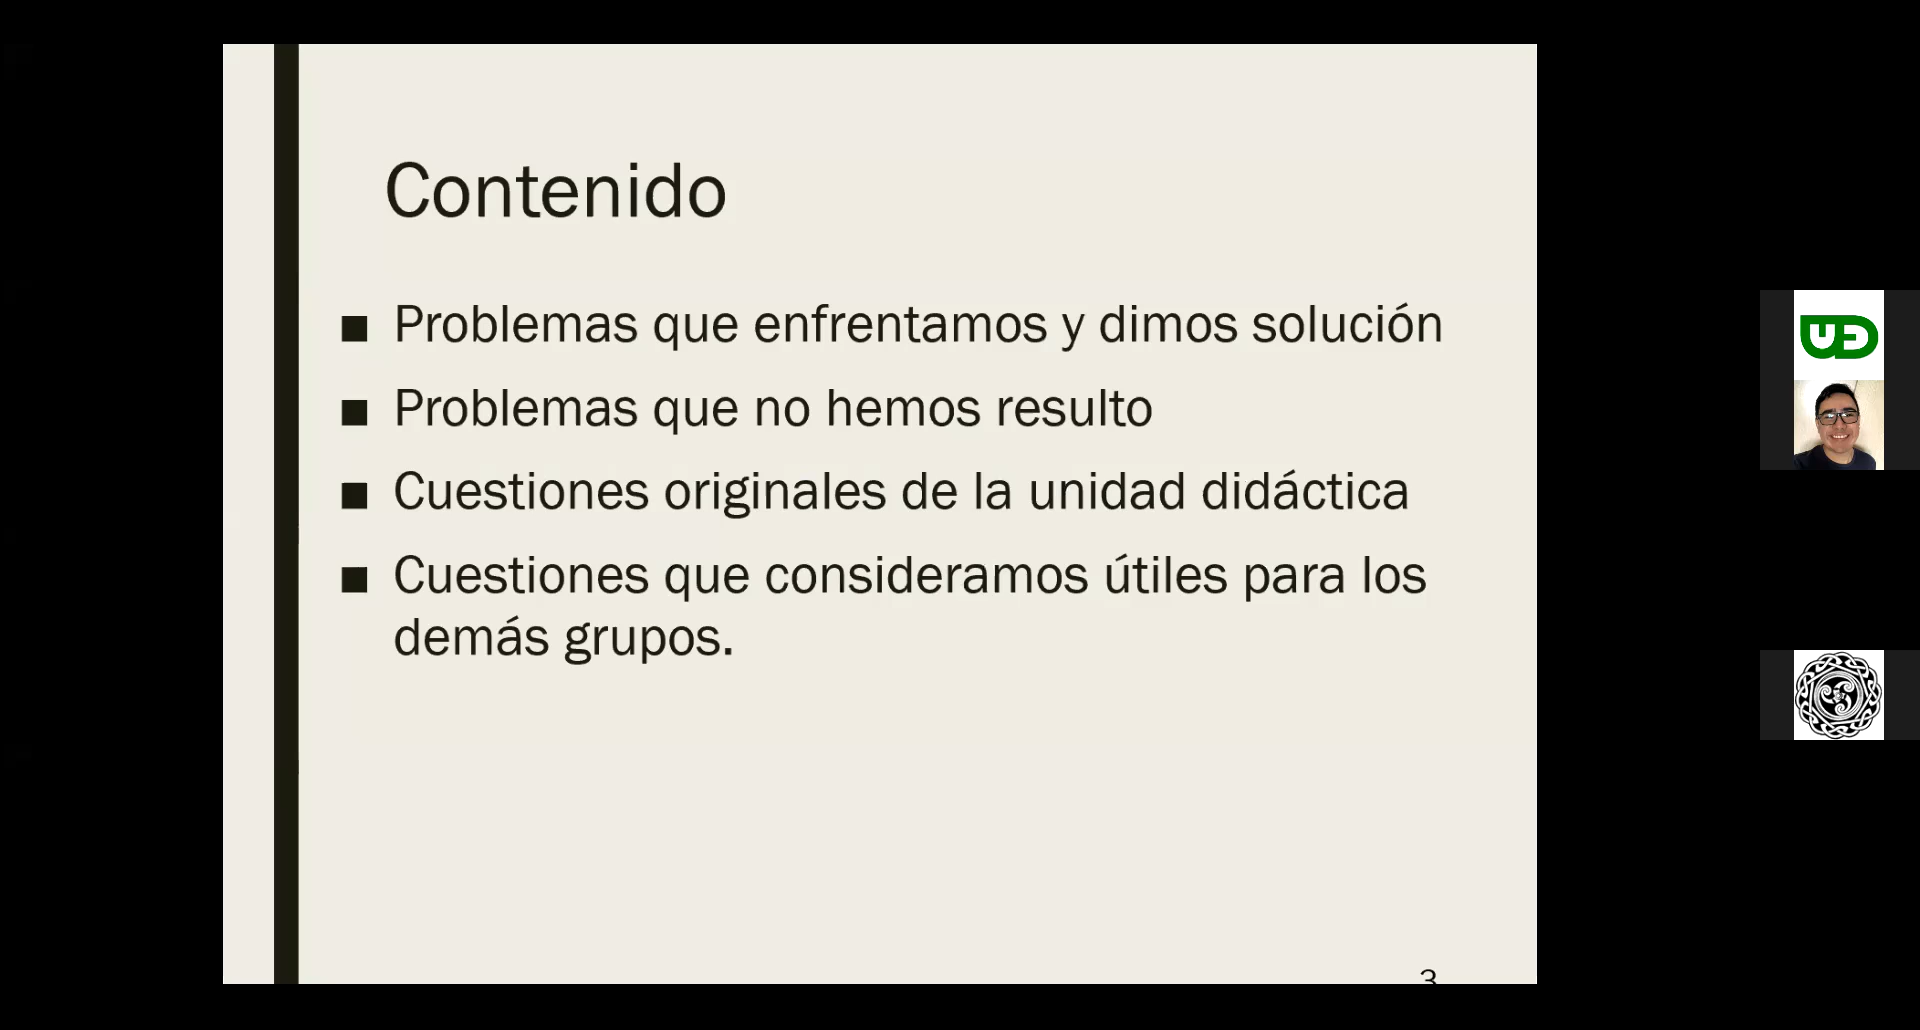 Contenido
■ Problemas que enfrentamos y dimos solución
■ Problemas que no hemos resulto
■ Cuestiones originales de la unidad didáctica
■ Cuestiones que consideramos útiles para los
demás grupos.
3